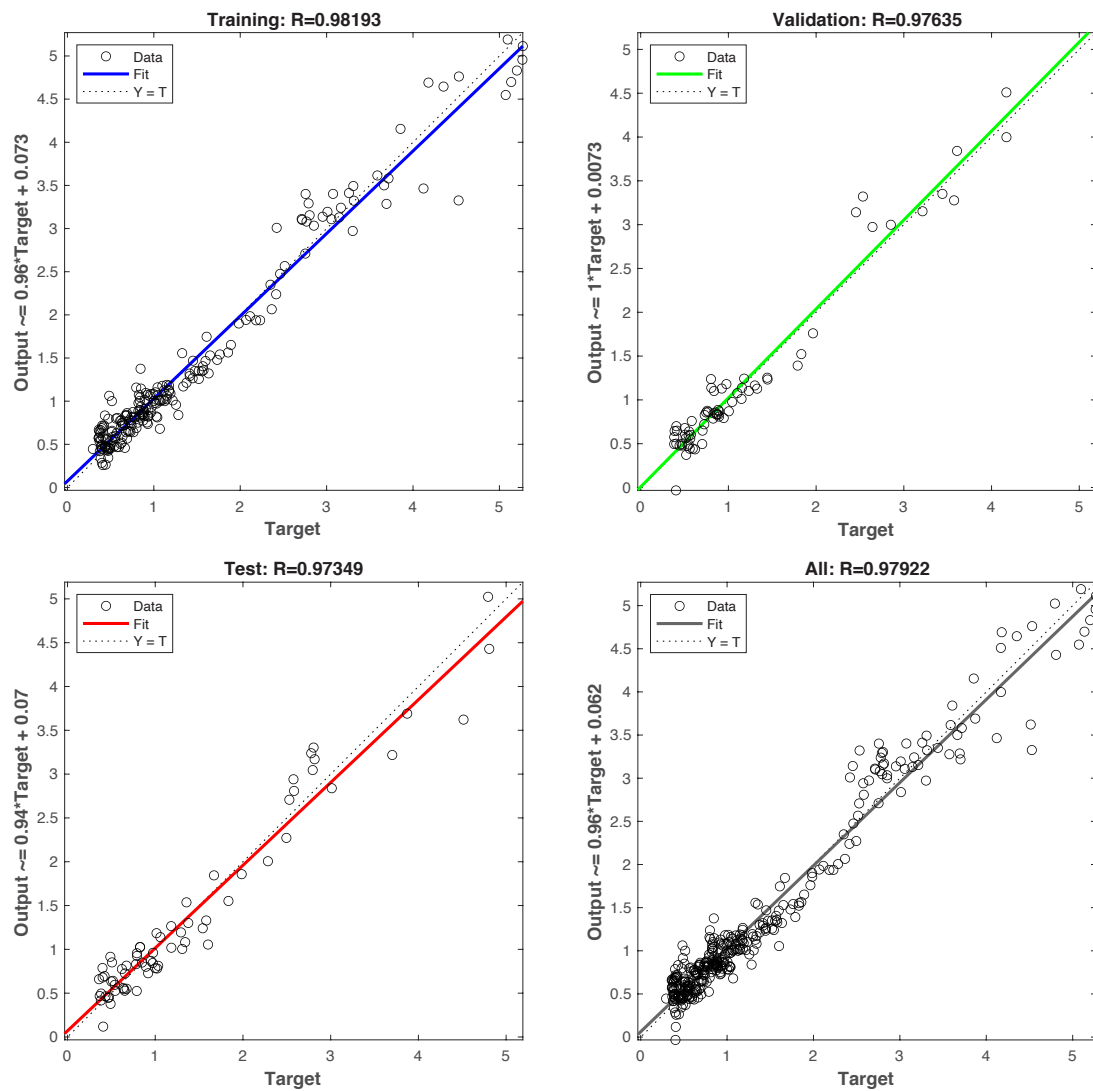 Training: R=0.98193
Data
Fit
Y = T
Output ~= 0.96*Target + 0.073
5
4.5
4
3.5
3
2.5
2
1.5
1
0.5
0
0 1 2 3 4 5
Target
Validation: R=0.97635
Data
Fit
Y = T
Output ~= 1*Target + 0.0073
5
4.5
4
3.5
3
2.5
2
1.5
1
0.5
0
0 1 2 3 4 5
Target
Test: R=0.97349
Data
Fit
Y = T
Output ~= 0.94*Target + 0.07
5
4.5
4
3.5
3
2.5
2
1.5
1
0.5
0
0 1 2 3 4 5
Target
All: R=0.97922
Data
Fit
Y = T
Output ~= 0.96*Target + 0.062
5
4.5
4
3.5
3
2.5
2
1.5
1
0.5
0
0 1 2 3 4 5
Target